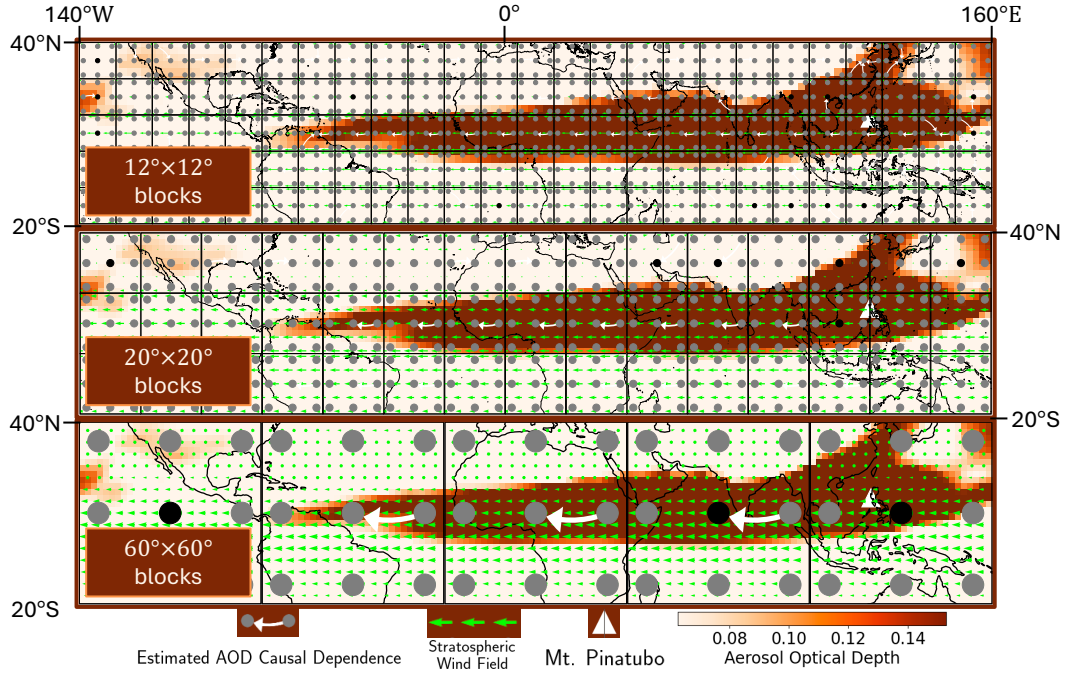 140°W 0° 160°E
40°N
12°×12°
blocks
20°S
40°N
20°×20°
blocks
40°N
20°S
60°×60°
blocks
20°S
Estimated AOD Causal Dependence
Stratospheric
Wind Field
Mt. Pinatubo
0.08 0.10 0.12 0.14
Aerosol Optical Depth